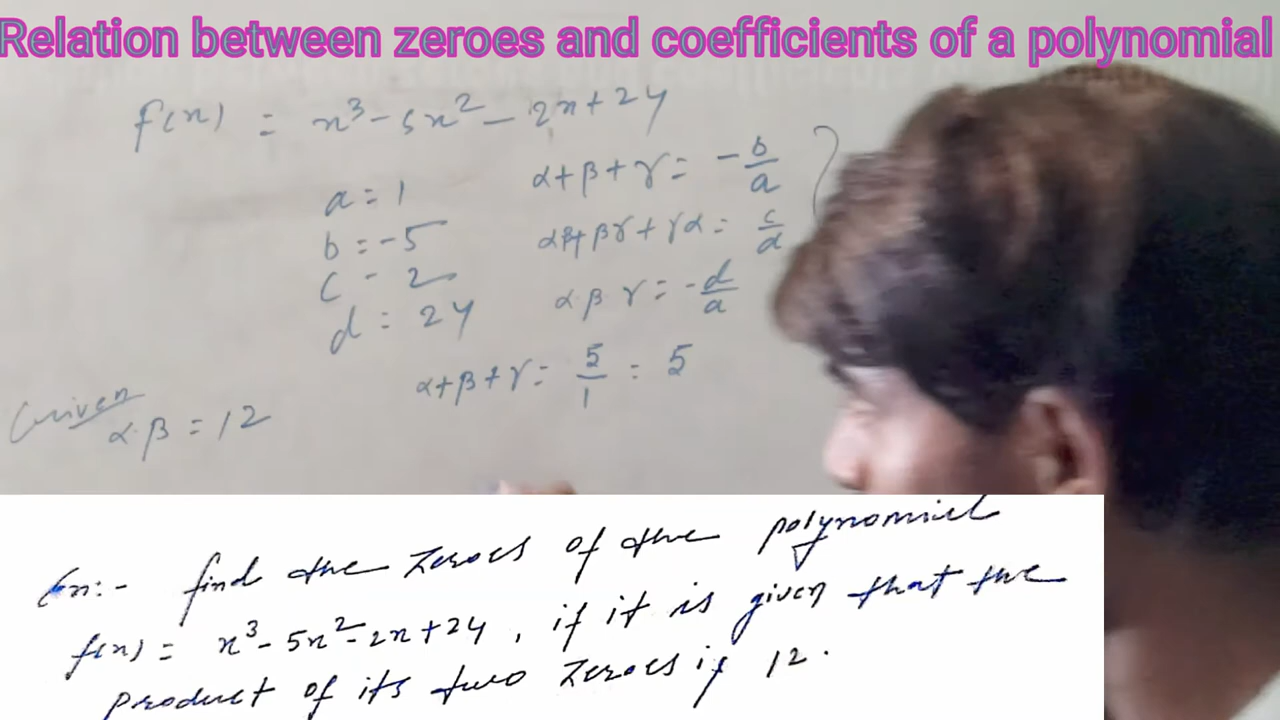 Relation between zeroes and coefficients of a polynomial
f(x) = x³ - 5x² - 2x + 24
a = 1
α + β + γ = - b/a
b = -5
αβ + βγ + γα = c/a
c - 2
α β γ = - d/a
d = 24
α + β + γ = 5/1 = 5
Given
α β = 12
Ex:- find the zeroes of the polynomial
f(x) = x³ - 5x² - 2x + 24, if it is given that the
product of its two zeroes if 12.